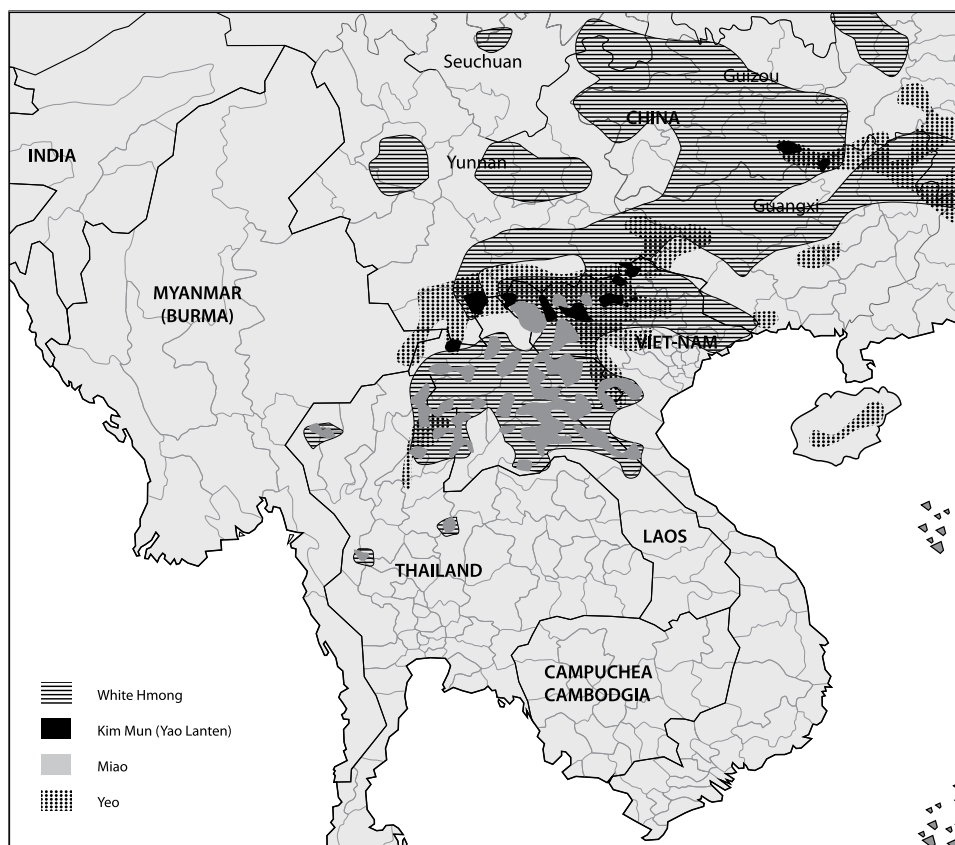 Seuchuan
Guizou
CHINA
INDIA
Yunnan
Guangxi
MYANMAR
(BURMA)
VIET-NAM
LAOS
THAILAND
CAMPUCHEA
CAMBODGIA
White Hmong
Kim Mun (Yao Lanten)
Miao
Yeo